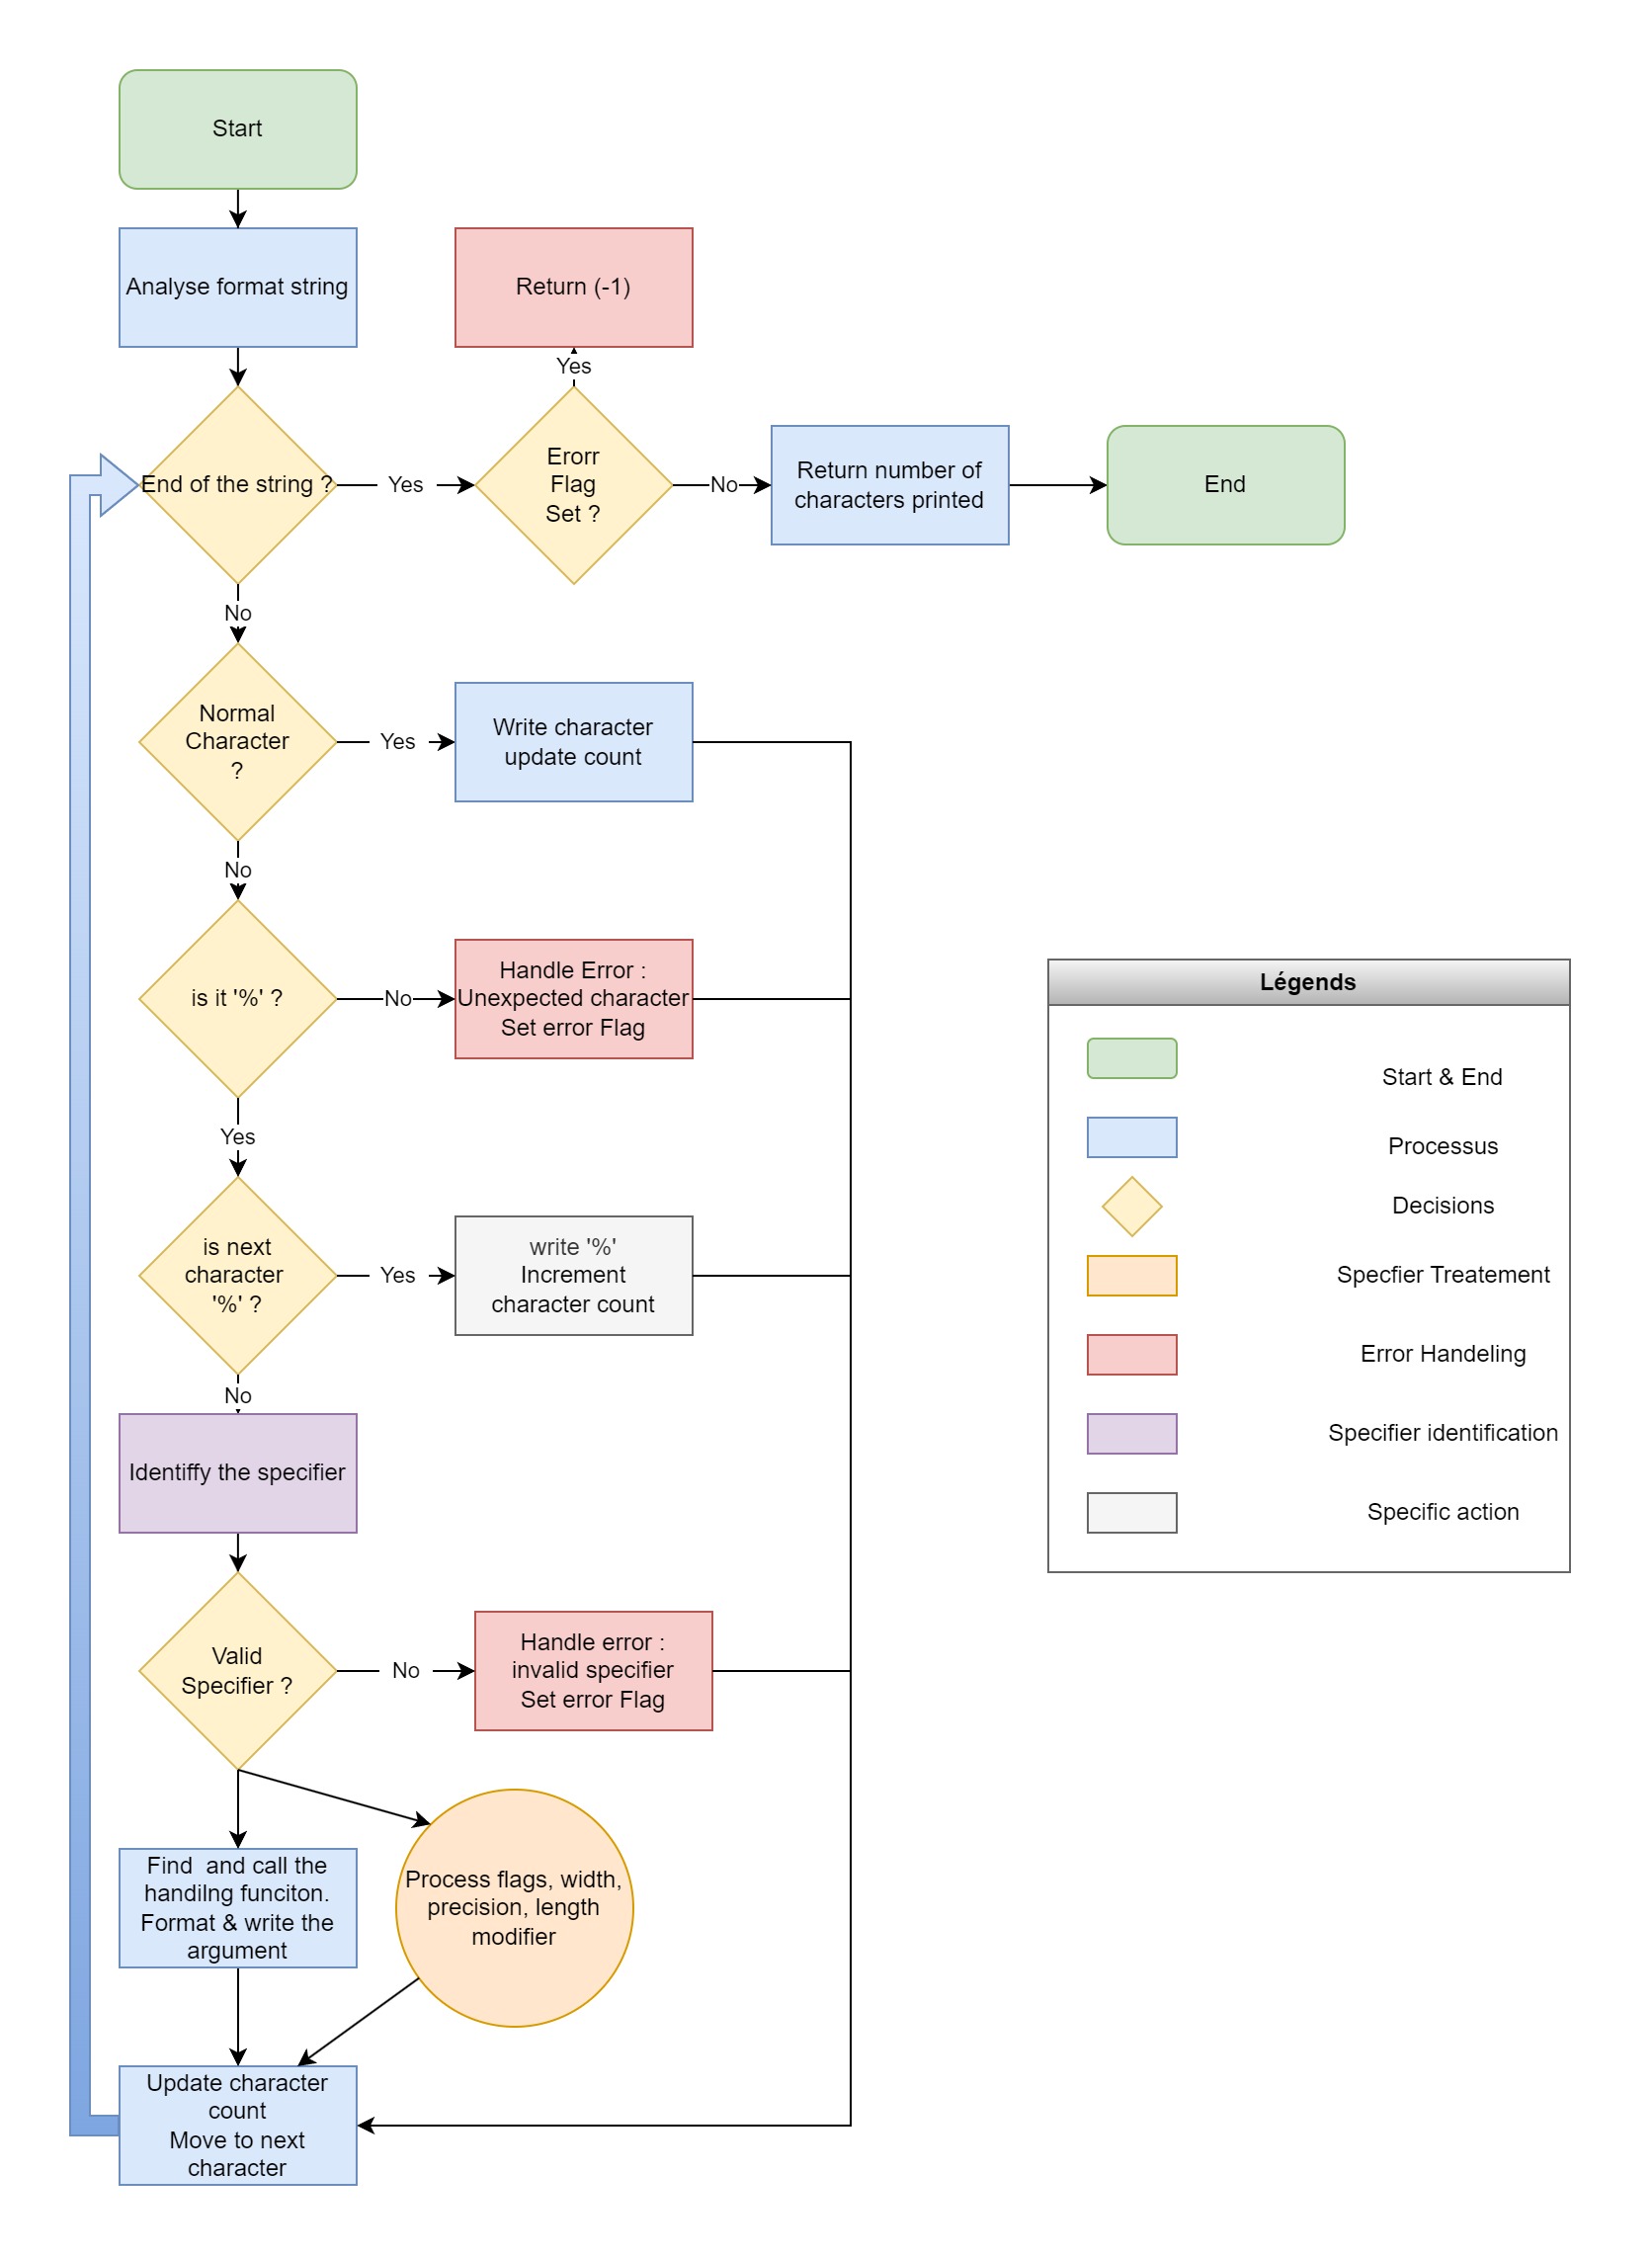 Start
Analyse format string
Return (-1)
Yes
End of the string ?
Yes
Erorr
Flag
Set ?
No
Return number of
characters printed
End
No
Normal
Character
?
Yes
Write character
update count
No
is it '%' ?
No
Handle Error :
Unexpected character
Set error Flag
Yes
is next
character
'%' ?
Yes
write '%'
Increment
character count
No
Identiffy the specifier
Valid
Specifier ?
No
Handle error :
invalid specifier
Set error Flag
Find  and call the
handilng funciton.
Format & write the
argument
Process flags, width,
precision, length
modifier
Update character
count
Move to next
character
Légends
Start & End
Processus
Decisions
Specfier Treatement
Error Handeling
Specifier identification
Specific action